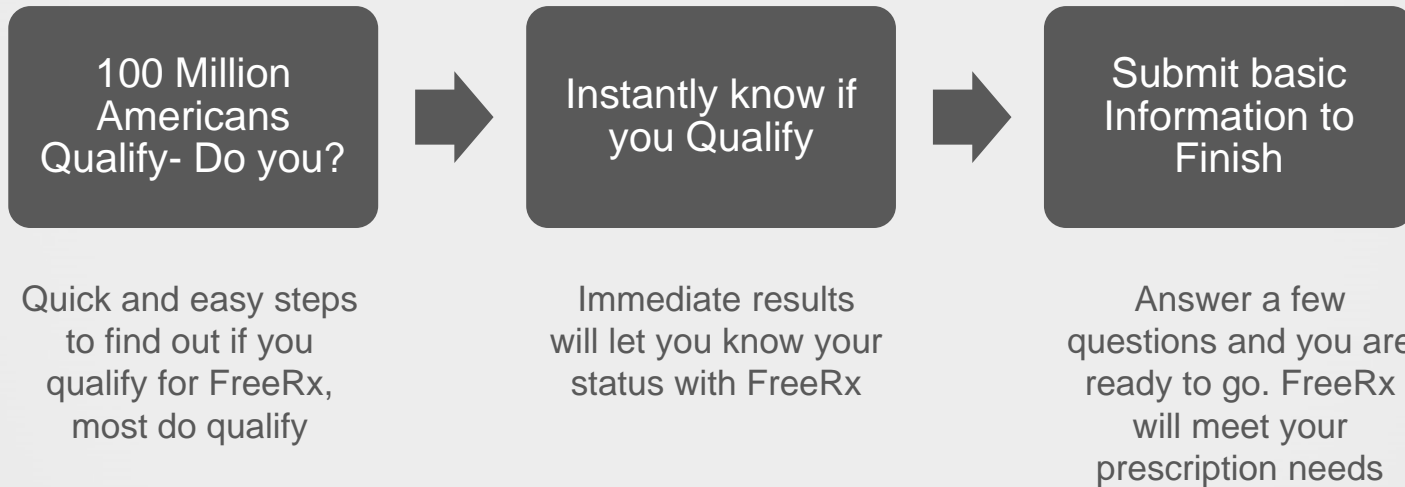 100 Million
Americans
Qualify- Do you?
Instantly know if
you Qualify
Submit basic
Information to
Finish
Quick and easy steps
to find out if you
qualify for FreeRx,
most do qualify
Immediate results
will let you know your
status with FreeRx
Answer a few
questions and you are
ready to go. FreeRx
will meet your
prescription needs